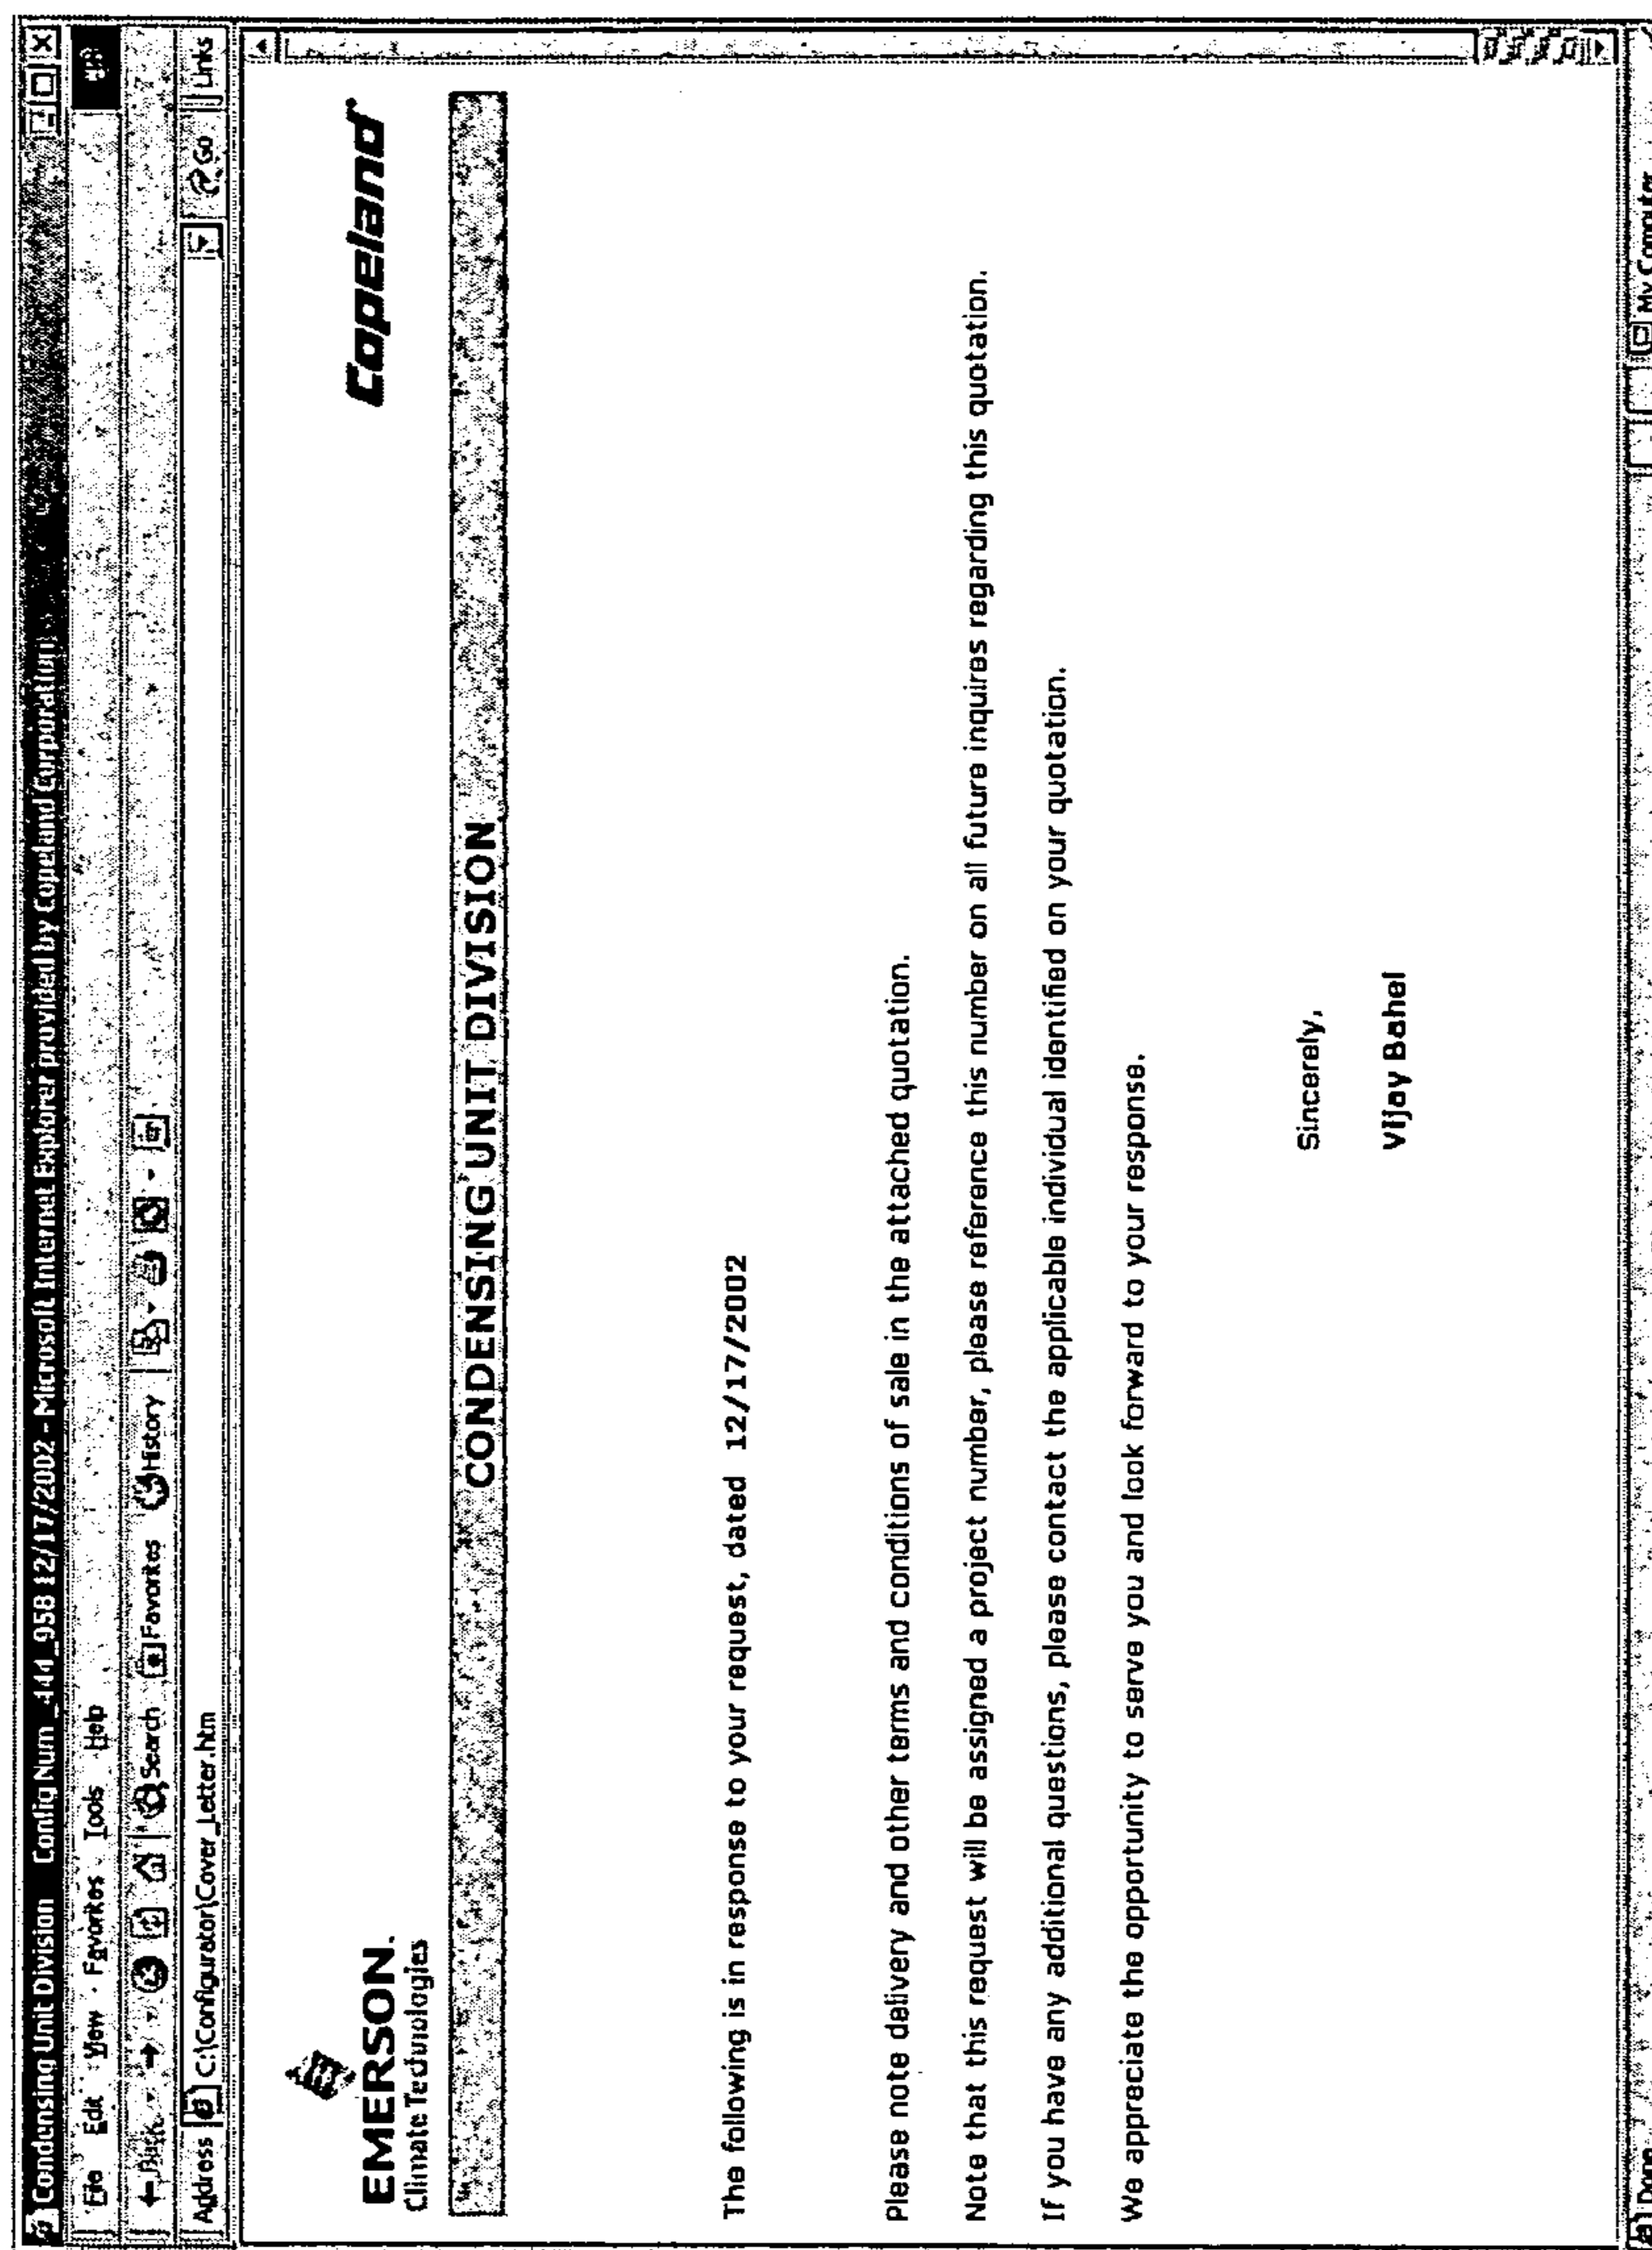 Condensing Unit Division Config Num _444_958 12/17/2002 - Microsoft Internet Explorer provided by Copeland Corporation
File Edit View Favorites Tools Help
Back Search Favorites History
Address C:\Configurator\Cover_Letter.htm Go Links
EMERSON.
Climate Technologies
Copeland
CONDENSING UNIT DIVISION
The following is in response to your request, dated 12/17/2002
Please note delivery and other terms and conditions of sale in the attached quotation.
Note that this request will be assigned a project number, please reference this number on all future inquires regarding this quotation.
If you have any additional questions, please contact the applicable individual identified on your quotation.
We appreciate the opportunity to serve you and look forward to your response.
Sincerely,
Vijay Bahel
Done My Computer